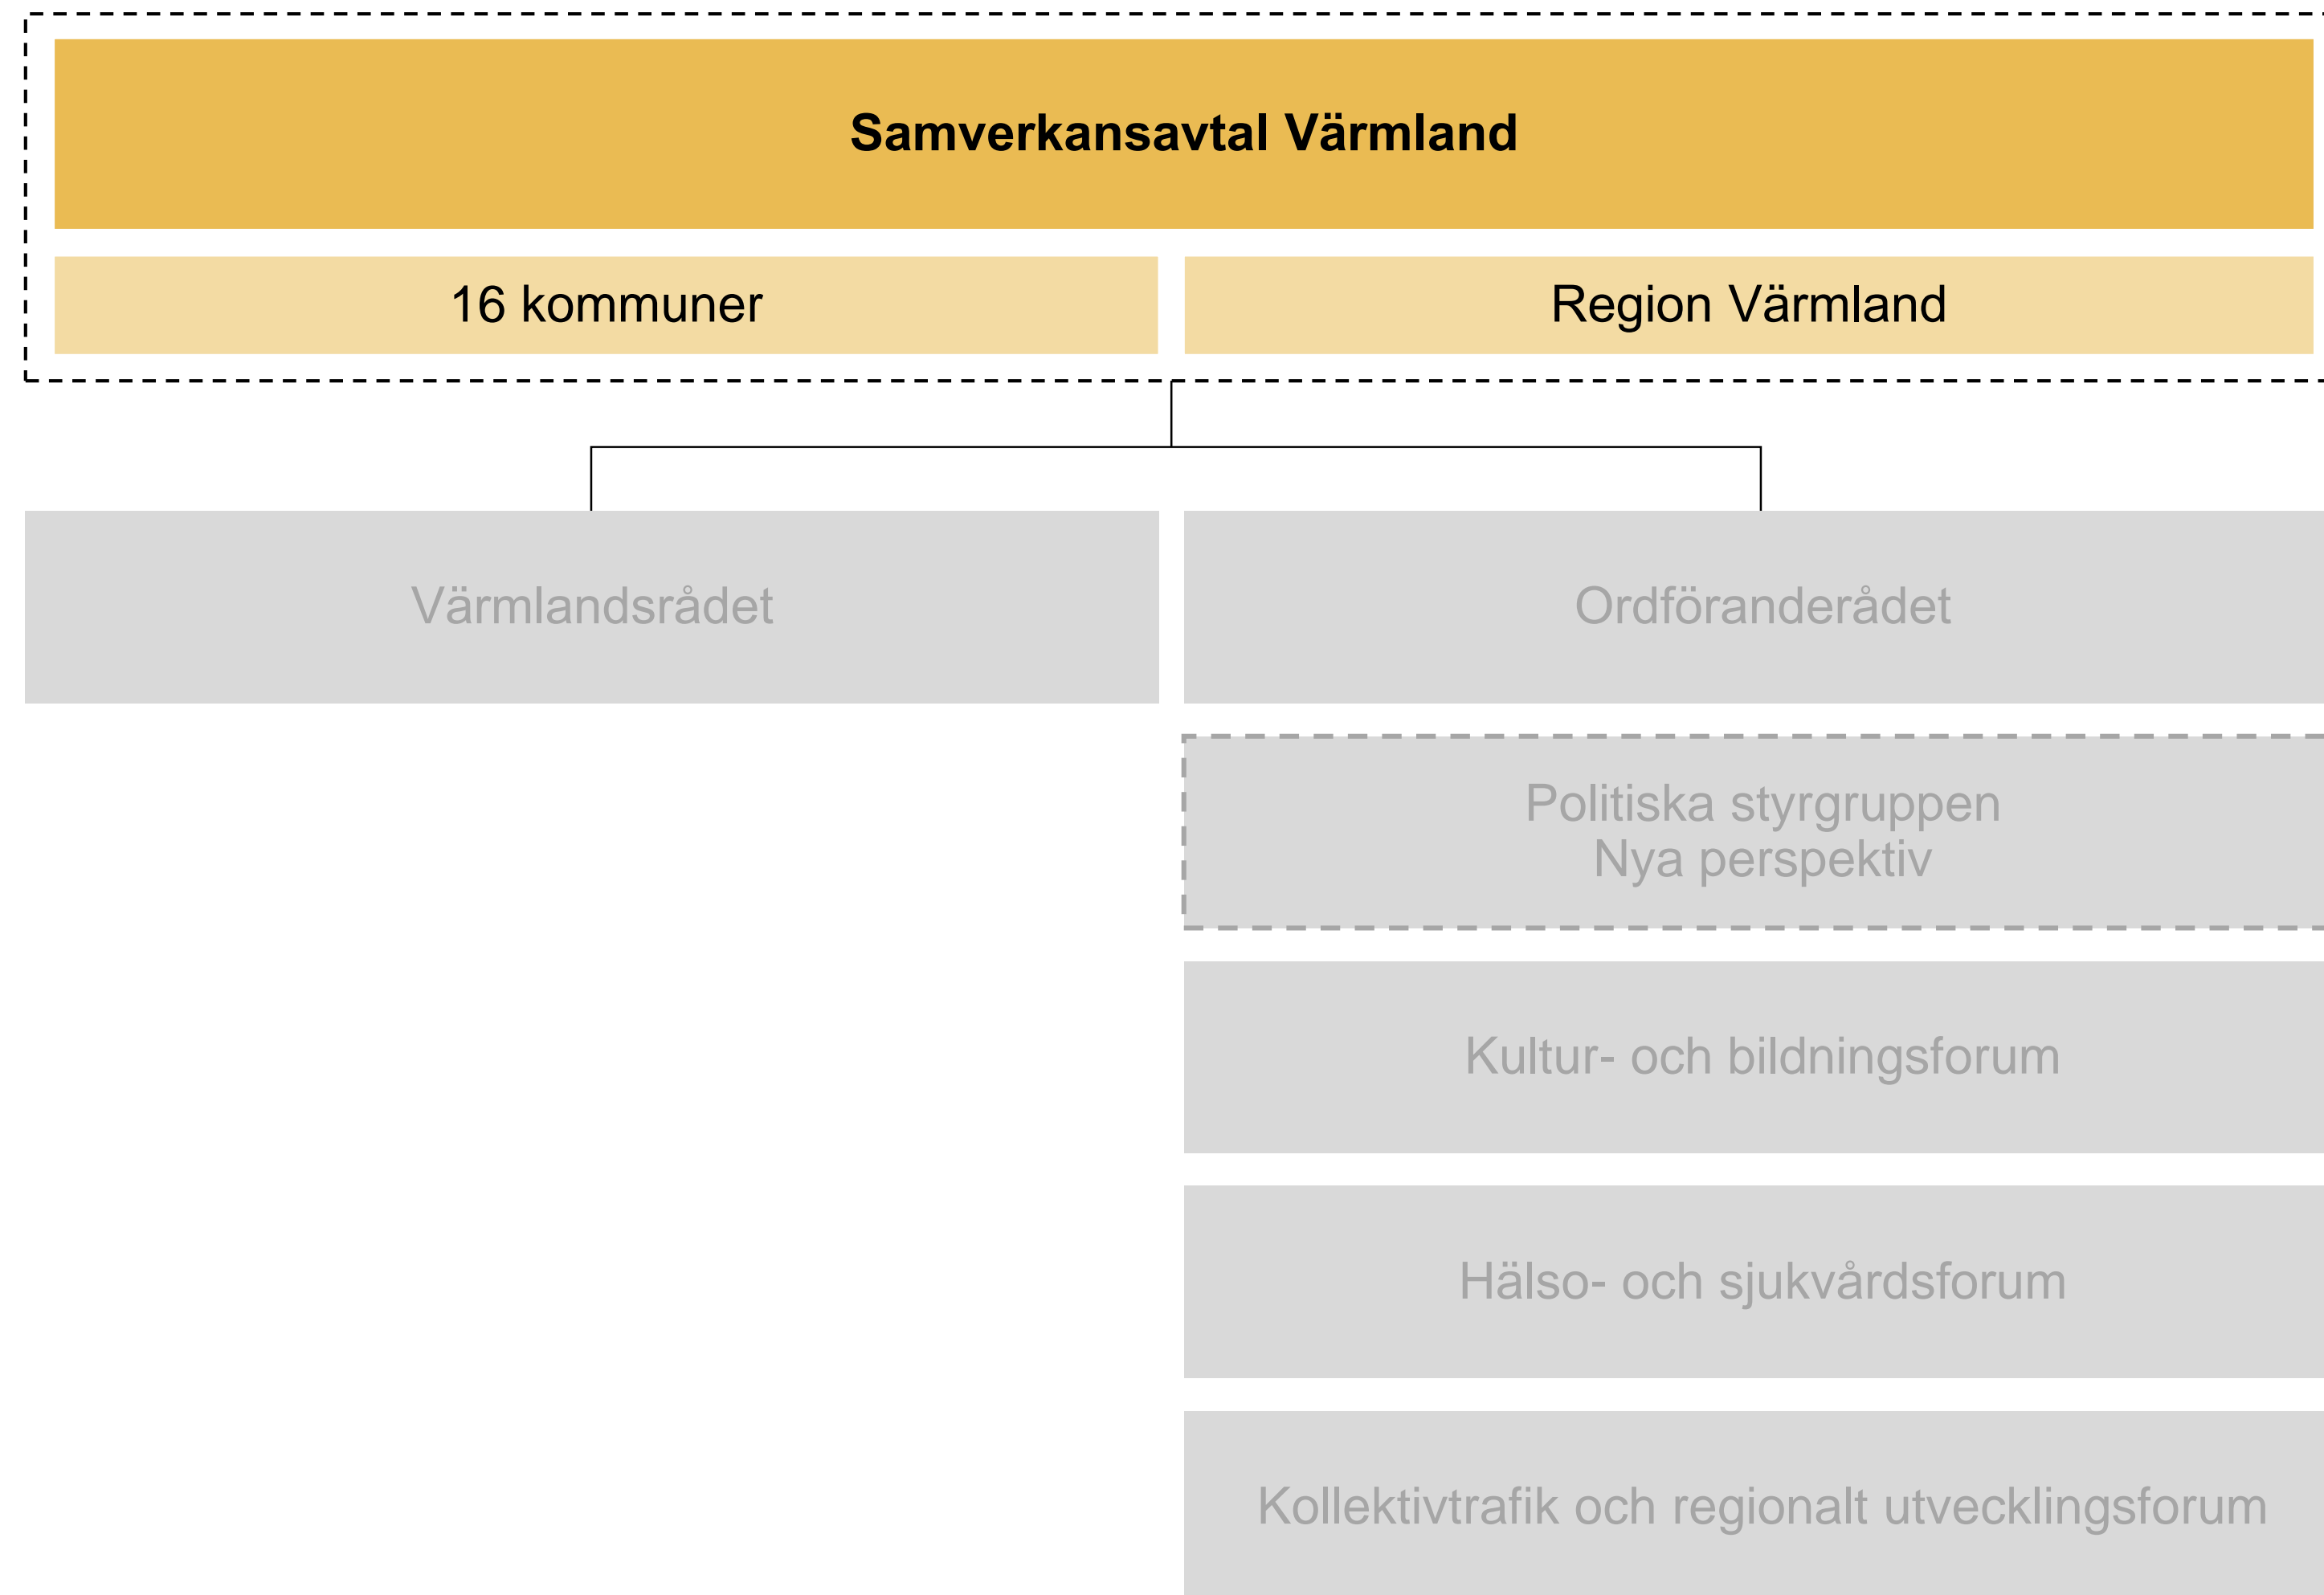 Samverkansavtal Värmland
16 kommuner
Region Värmland
Värmlandsrådet
Ordföranderådet
Politiska styrgruppen
Nya perspektiv
Kultur- och bildningsforum
Hälso- och sjukvårdsforum
Kollektivtrafik och regionalt utvecklingsforum